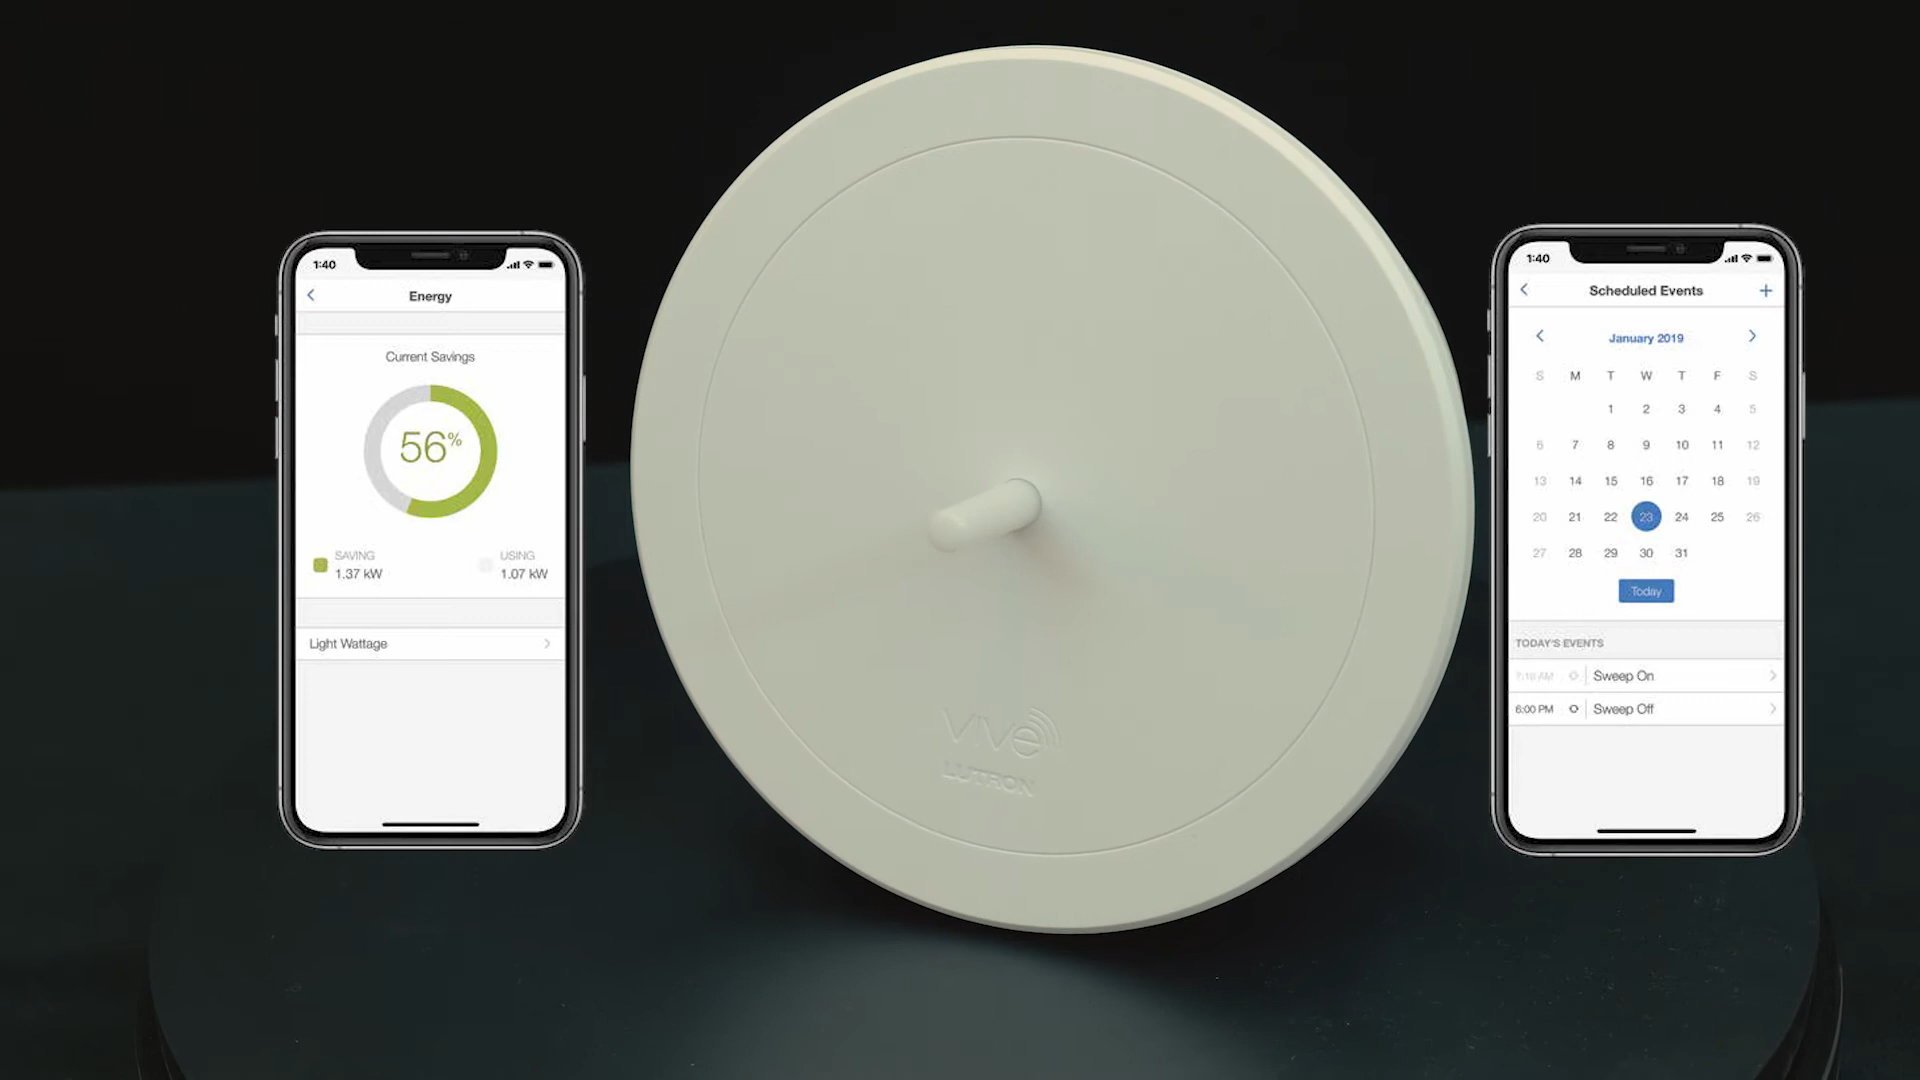 1:40
Energy
Current Savings
56%
SAVING
1.37 kW
USING
1.07 kW
Light Wattage
VIVE
LUTRON
1:40
Scheduled Events +
January 2019
S M T W T F S
1 2 3 4 5
6 7 8 9 10 11 12
13 14 15 16 17 18 19
20 21 22 23 24 25 26
27 28 29 30 31
Today
TODAY'S EVENTS
Sweep On
6:00 PM Sweep Off